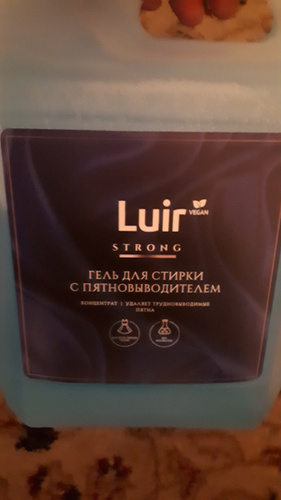 Luir
VEGAN
STRONG
ГЕЛЬ ДЛЯ СТИРКИ
С ПЯТНОВЫВОДИТЕЛЕМ
КОНЦЕНТРАТ | УДАЛЯЕТ ТРУДНОВЫВОДИМЫЕ
ПЯТНА